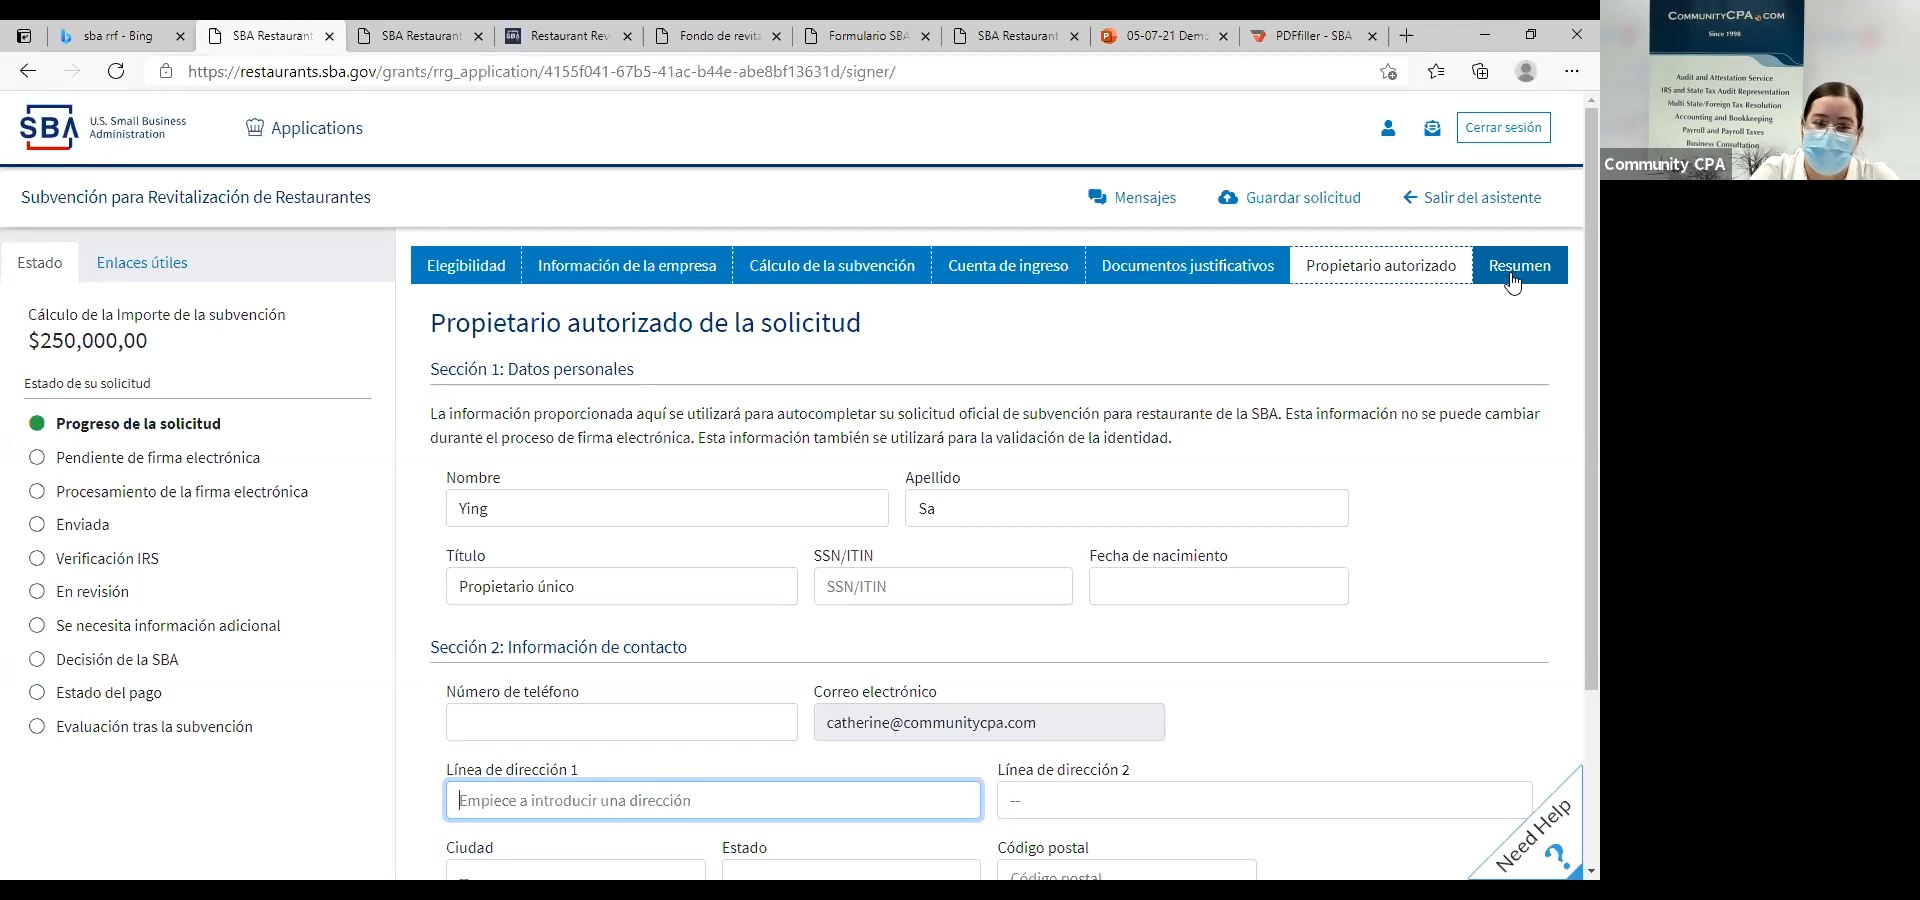 sba rrf - Bing
SBA Restaurant
SBA Restaurant
Restaurant Rev
Fondo de revita
Formulario SBA
SBA Restaurant
05-07-21 Demo
PDFfiller - SBA
https://restaurants.sba.gov/grants/rrg_application/4155f041-67b5-41ac-b44e-abe8bf13631d/signer/
SBA U.S. Small Business
Administration
Applications
Cerrar sesión
Subvención para Revitalización de Restaurantes
Mensajes
Guardar solicitud
Salir del asistente
Estado
Enlaces útiles
Cálculo de la Importe de la subvención
$250,000,00
Estado de su solicitud
Progreso de la solicitud
Pendiente de firma electrónica
Procesamiento de la firma electrónica
Enviada
Verificación IRS
En revisión
Se necesita información adicional
Decisión de la SBA
Estado del pago
Evaluación tras la subvención
Elegibilidad
Información de la empresa
Cálculo de la subvención
Cuenta de ingreso
Documentos justificativos
Propietario autorizado
Resumen
Propietario autorizado de la solicitud
Sección 1: Datos personales
La información proporcionada aquí se utilizará para autocompletar su solicitud oficial de subvención para restaurante de la SBA. Esta información no se puede cambiar
durante el proceso de firma electrónica. Esta información también se utilizará para la validación de la identidad.
Nombre
Apellido
Ying
Sa
Título
SSN/ITIN
Fecha de nacimiento
Propietario único
SSN/ITIN
Sección 2: Información de contacto
Número de teléfono
Correo electrónico
catherine@communitycpa.com
Línea de dirección 1
Línea de dirección 2
Empiece a introducir una dirección
--
Ciudad
Estado
Código postal
--
Código postal
Need Help
?
COMMUNITYCPA.COM
Since 1998
Audit and Attestation Service
IRS and State Tax Audit Representation
Multi State/Foreign Tax Resolution
Accounting and Bookkeeping
Payroll and Payroll Taxes
Business Consultation
Community CPA